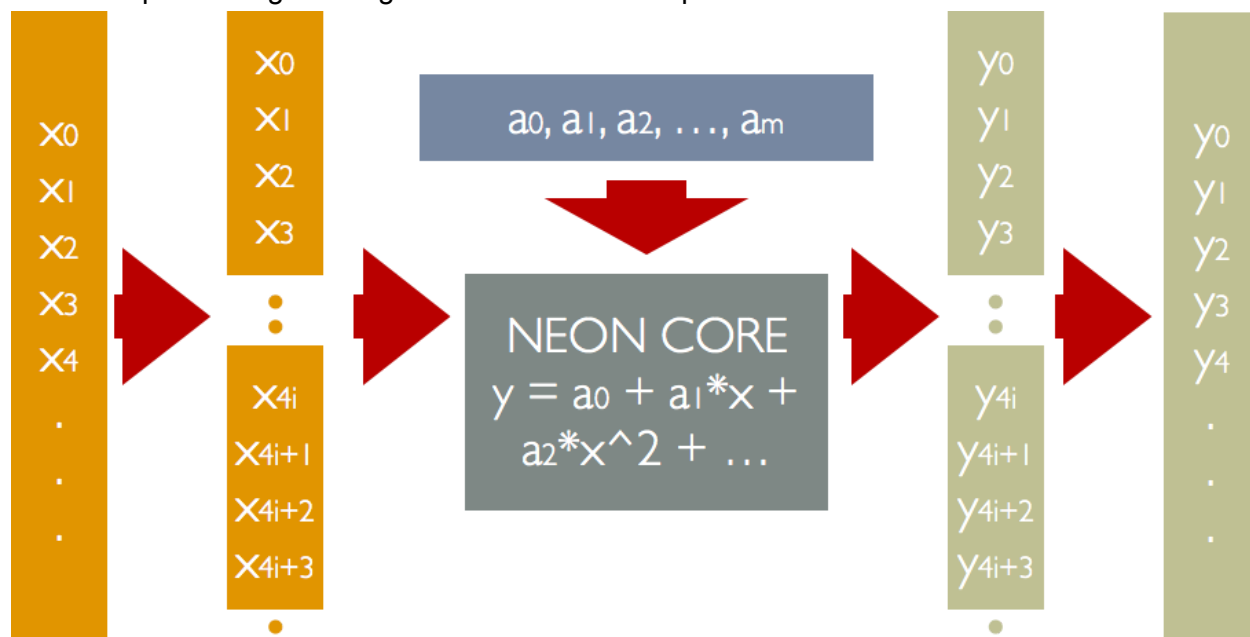 x0
x1
x2
x3
x4
.
.
.
x0
x1
x2
x3
x4i
x4i+1
x4i+2
x4i+3
a0, a1, a2, ..., am
NEON CORE
y = a0 + a1*x +
a2*x^2 + ...
y0
y1
y2
y3
y4i
y4i+1
y4i+2
y4i+3
y0
y1
y2
y3
y4
.
.
.